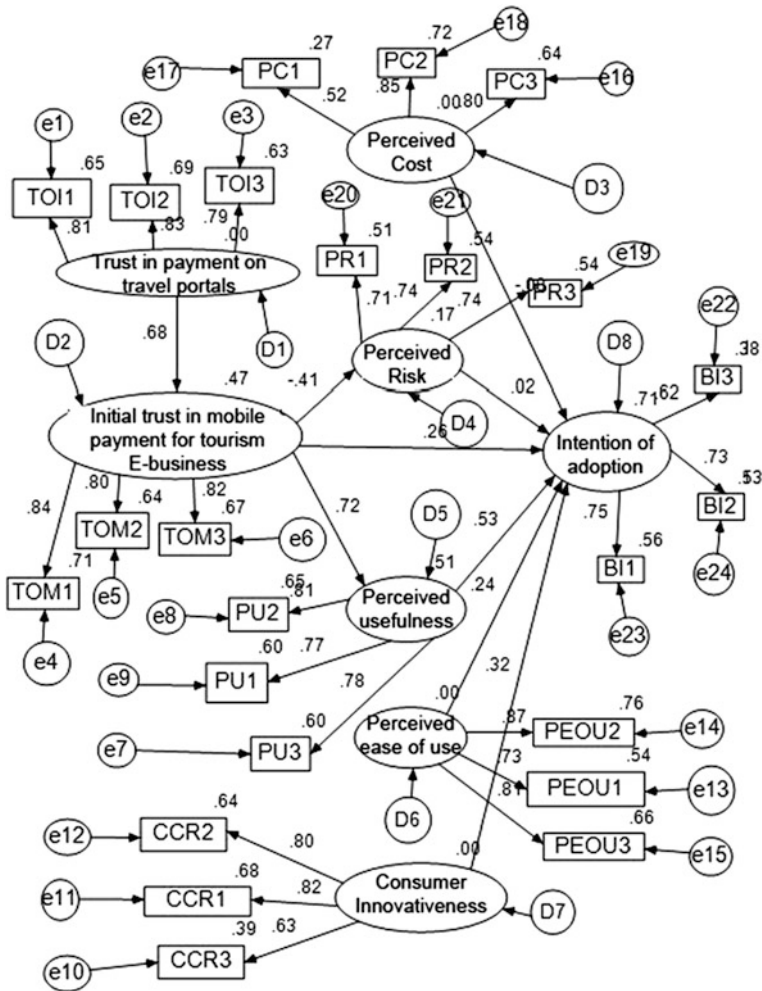 .27
.72
e18
e17
PC1
PC2
.64
PC3
e16
.52
.85
.00
.80
e1
e2
e3
Perceived
Cost
.65
.69
.63
TOI1
TOI2
TOI3
D3
e20
e21
.81
.83
.79
.00
.51
.54
e19
PR1
PR2
.54
Trust in payment on
travel portals
PR3
.71
.74
.74
.17
e22
D2
.68
D1
Perceived
Risk
D8
.38
BI3
.47
-.41
.02
.71
.62
D4
Initial trust in mobile
payment for tourism
E-business
.26
Intention of
adoption
.73
.53
BI2
.84
.80
.64
.82
.67
.72
D5
.53
.75
.56
TOM2
TOM3
e6
.71
.51
.24
BI1
e24
TOM1
e5
.65
.81
Perceived
usefulness
e8
PU2
e23
e4
.60
.77
.32
e9
PU1
.78
.00
.76
.60
Perceived
ease of use
.87
PEOU2
e14
e7
PU3
.73
.54
.81
PEOU1
e13
D6
.64
.66
e12
CCR2
.80
.00
PEOU3
e15
.68
Consumer
Innovativeness
e11
CCR1
.82
D7
.39
.63
e10
CCR3